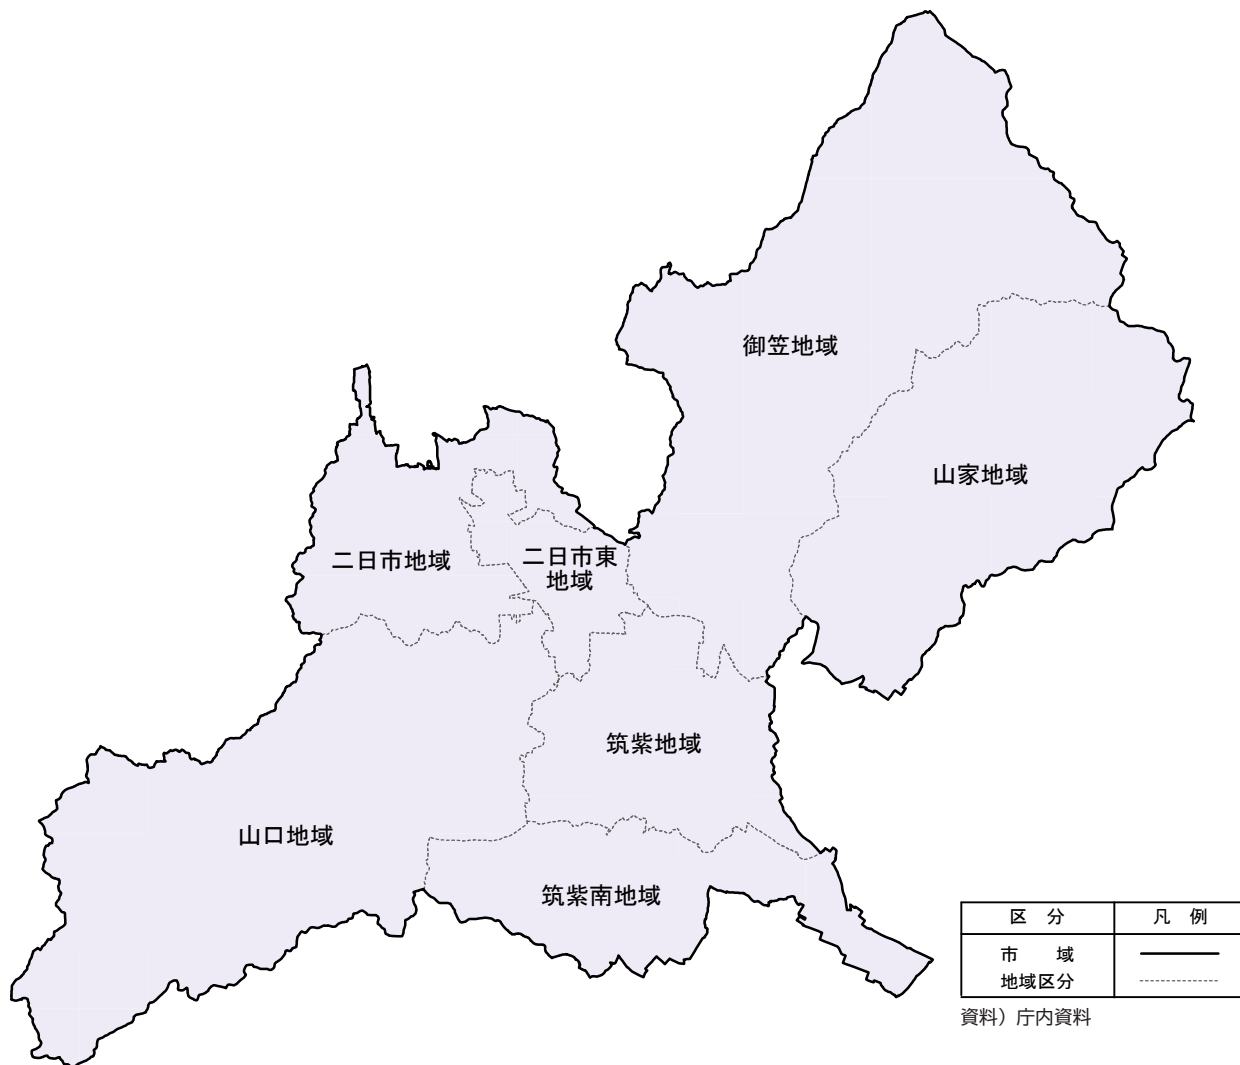 御笠地域
山家地域
二日市地域
二日市東
地域
筑紫地域
山口地域
筑紫南地域
区 分 凡 例
市 域
地域区分
資料）庁内資料